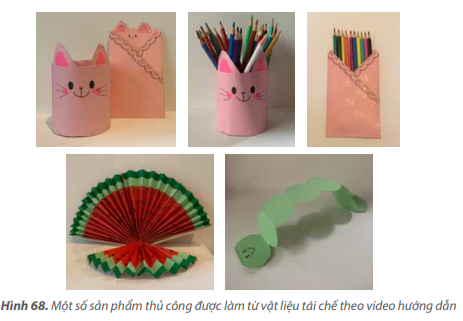 Hình 68. Một số sản phẩm thủ công được làm từ vật liệu tái chế theo video hướng dẫn